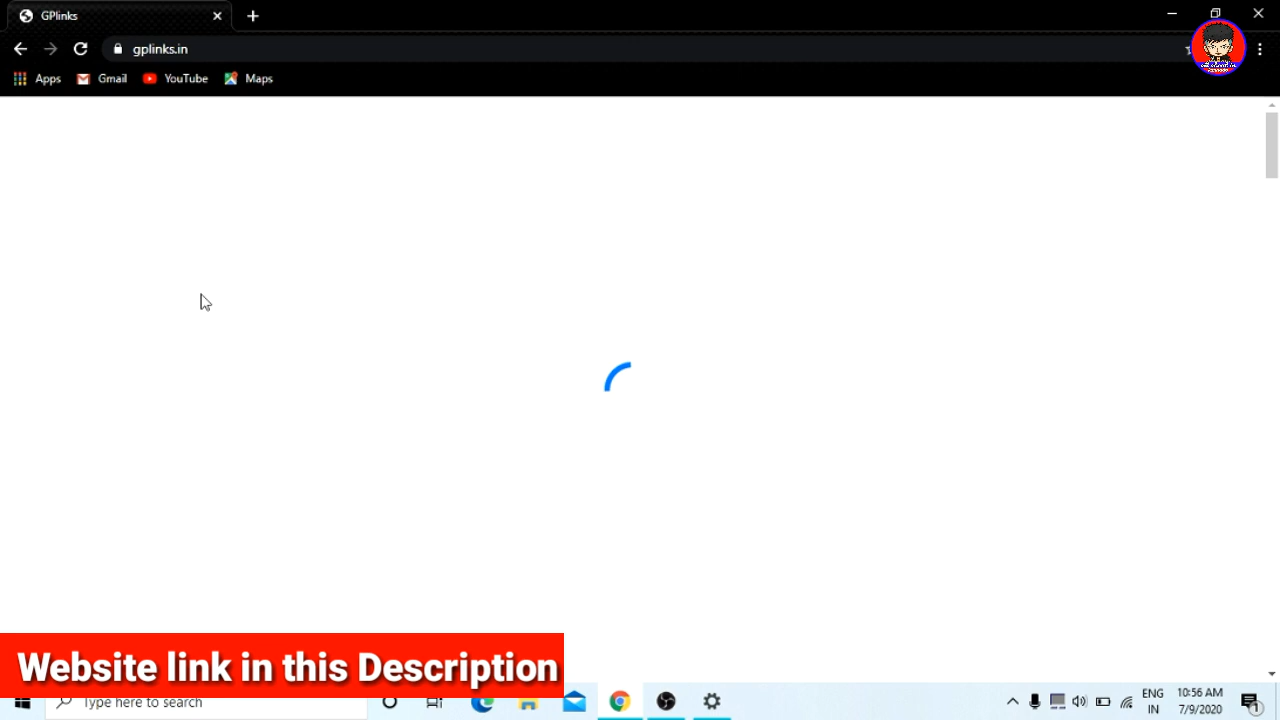 GPlinks
gplinks.in
Apps Gmail YouTube Maps
Website link in this Description
Type here to search
ENG
IN
10:56 AM
7/9/2020
1